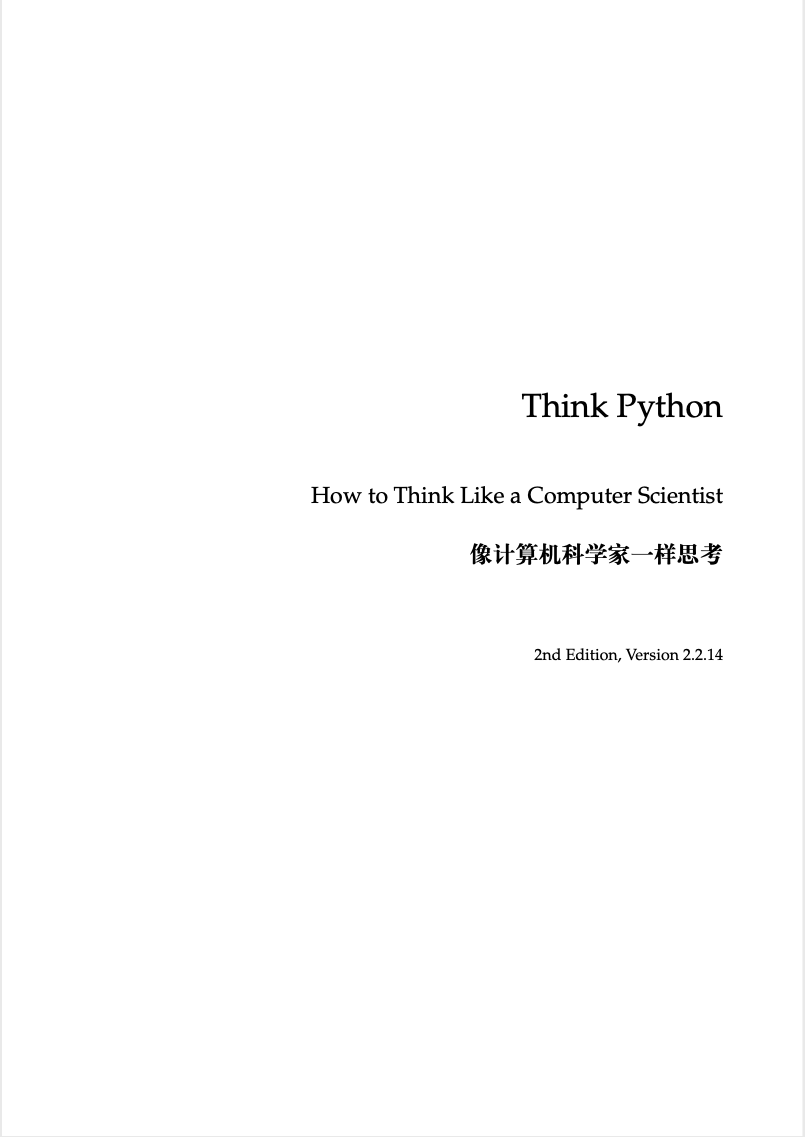 Think Python
How to Think Like a Computer Scientist
像计算机科学家一样思考
2nd Edition, Version 2.2.14